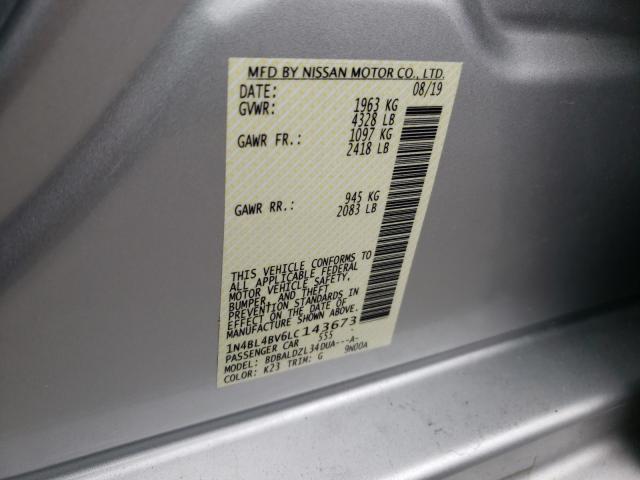 MFD BY NISSAN MOTOR CO., LTD.
DATE: 08/19
GVWR: 1963 KG
4328 LB
GAWR FR.: 1097 KG
2418 LB
GAWR RR.: 945 KG
2083 LB
THIS VEHICLE CONFORMS TO
ALL APPLICABLE FEDERAL
MOTOR VEHICLE SAFETY,
BUMPER, AND THEFT
PREVENTION STANDARDS IN
EFFECT ON THE DATE OF
MANUFACTURE SHOWN ABOVE.
1N4BL4BV6LC143673
PASSENGER CAR 555
MODEL: BDBALDZL34DUA---A-
COLOR: K23 TRIM: G 9N00A